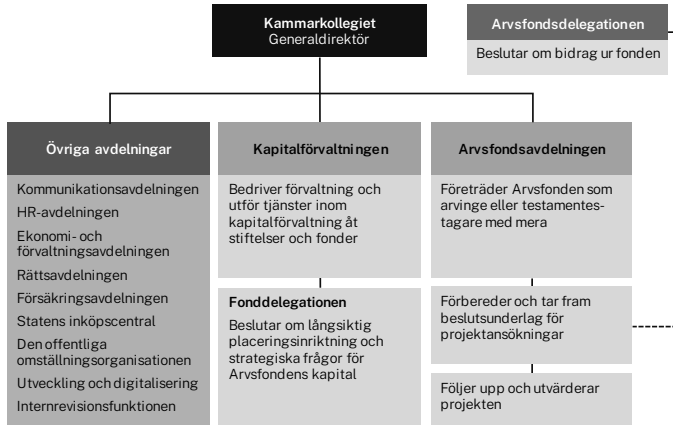 Kammarkollegiet
Generaldirektör
Arvsfondsdelegationen
Beslutar om bidrag ur fonden
Övriga avdelningar
Kommunikationsavdelningen
HR-avdelningen
Ekonomi- och
förvaltningsavdelningen
Rättsavdelningen
Försäkringsavdelningen
Statens inköpscentral
Den offentliga
omställningsorganisationen
Utveckling och digitalisering
Internrevisionsfunktionen
Kapitalförvaltningen
Bedriver förvaltning och
utför tjänster inom
kapitalförvaltning åt
stiftelser och fonder
Fonddelegationen
Beslutar om långsiktig
placeringsinriktning och
strategiska frågor för
Arvsfondens kapital
Arvsfondsavdelningen
Företräder Arvsfonden som
arvinge eller testamentes-
tagare med mera
Förbereder och tar fram
beslutsunderlag för
projektansökningar
Följer upp och utvärderar
projekten